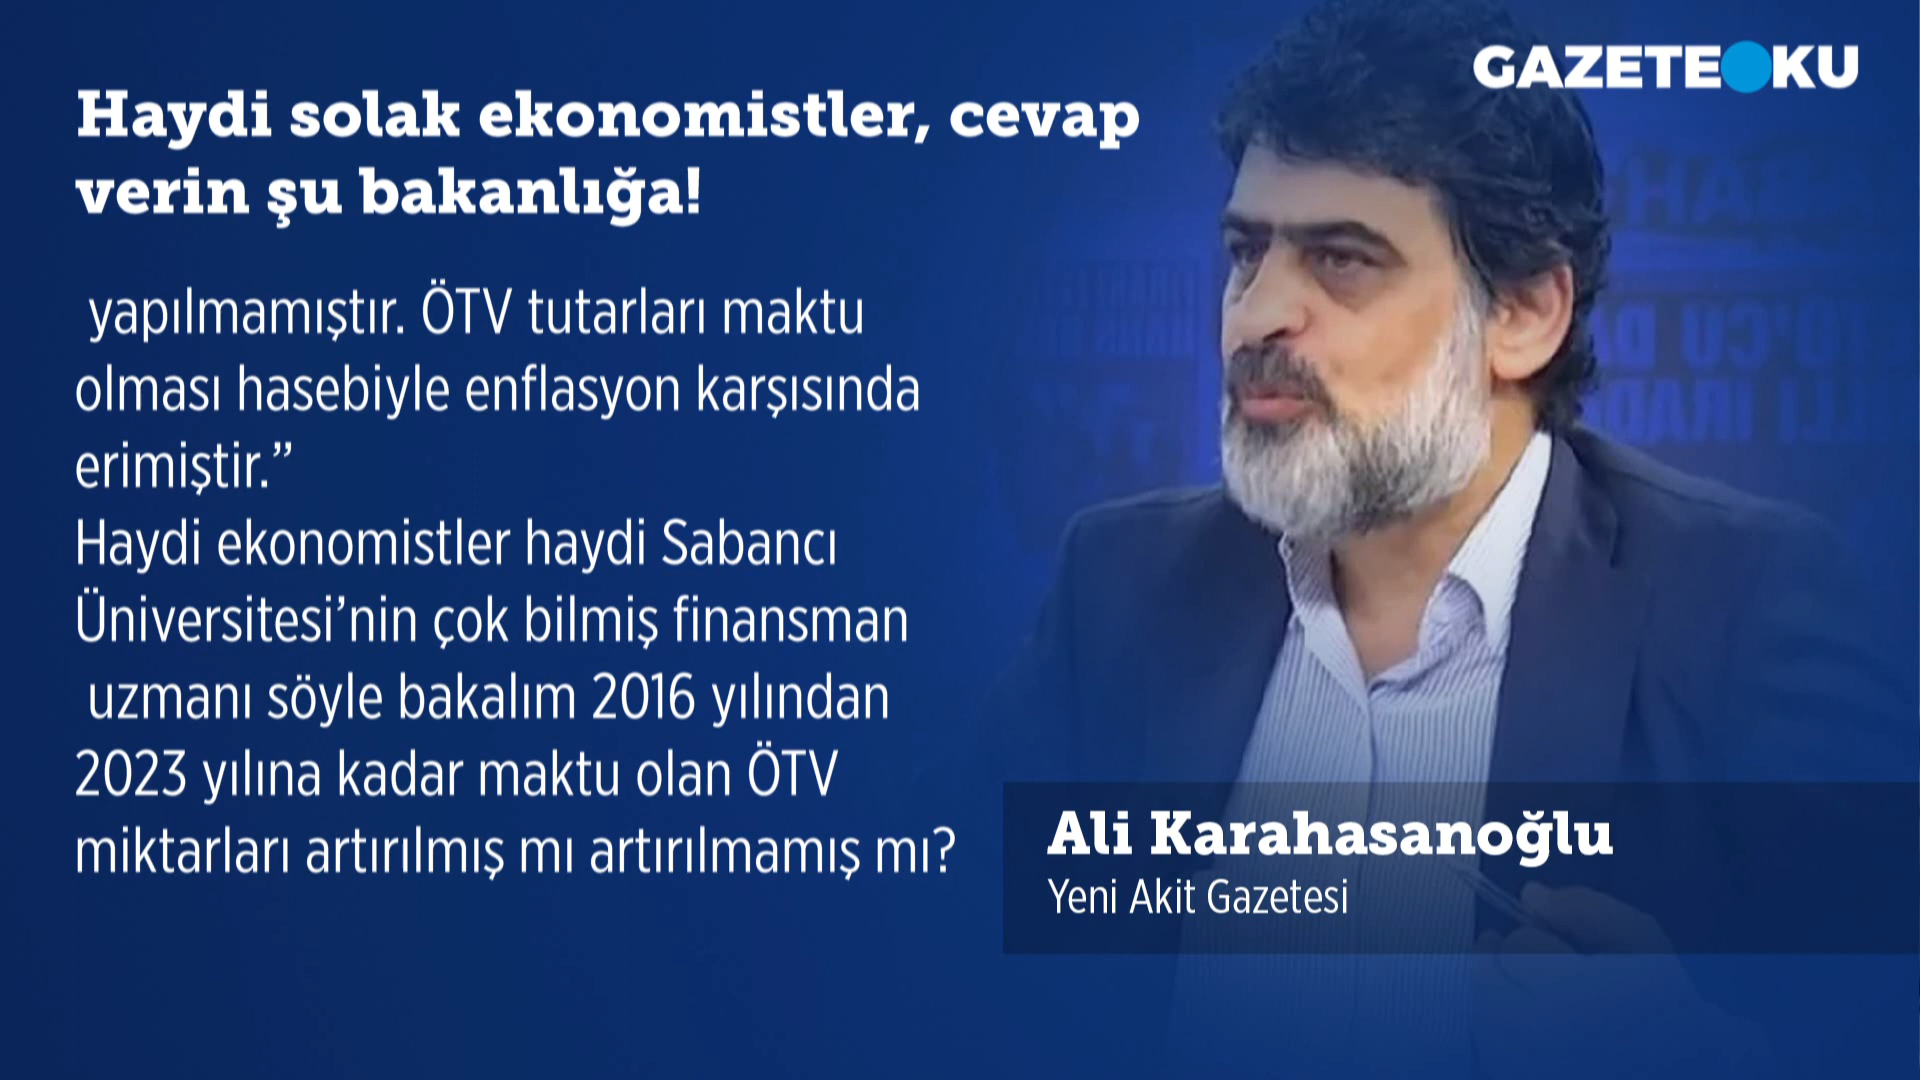 GAZETE KU
Haydi solak ekonomistler, cevap
verin şu bakanlığa!
yapılmamıştır. ÖTV tutarları maktu
olması hasebiyle enflasyon karşısında
erimiştir.”
Haydi ekonomistler haydi Sabancı
Üniversitesi’nin çok bilmiş finansman
uzmanı söyle bakalım 2016 yılından
2023 yılına kadar maktu olan ÖTV
miktarları artırılmış mı artırılmamış mı?
Ali Karahasanoğlu
Yeni Akit Gazetesi